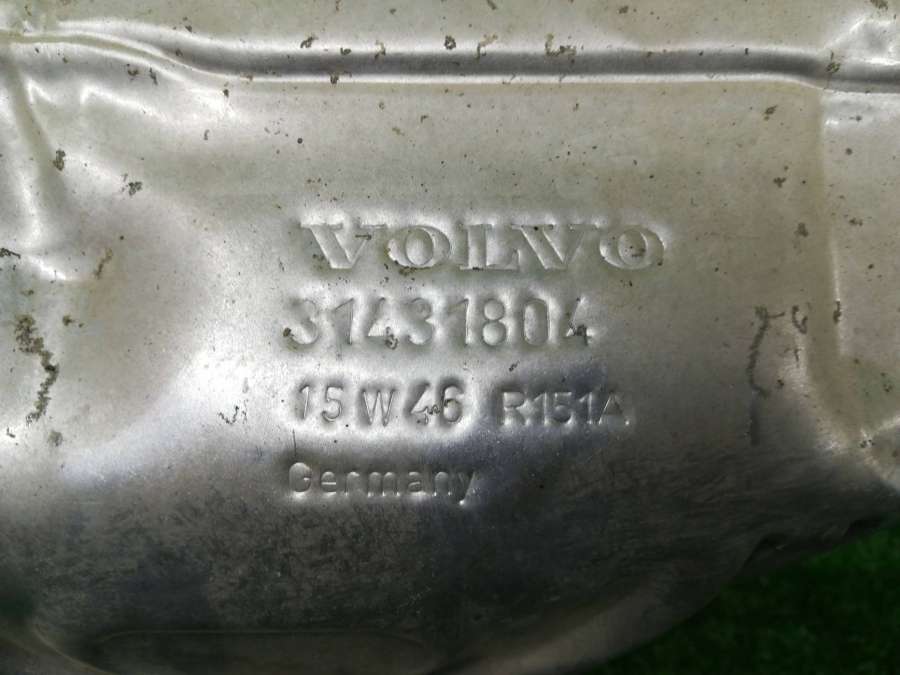 VOLVO
31431804
15W46 R151A
Germany